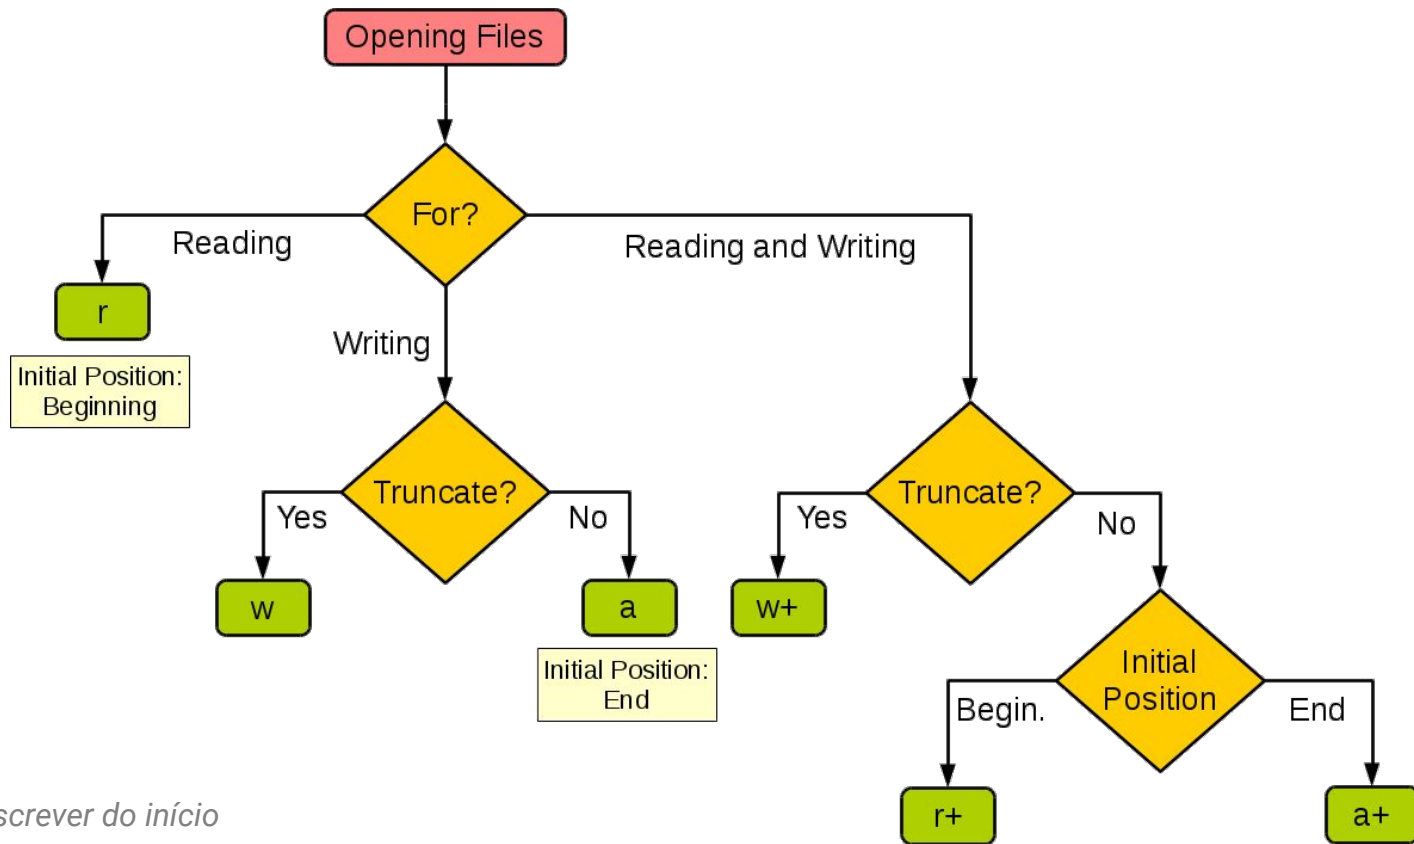 Opening Files
For?
Reading
Reading and Writing
r
Writing
Initial Position:
Beginning
Truncate?
Yes
No
w
a
Initial Position:
End
Truncate?
Yes
No
w+
Initial
Position
Begin.
End
r+
a+
do início